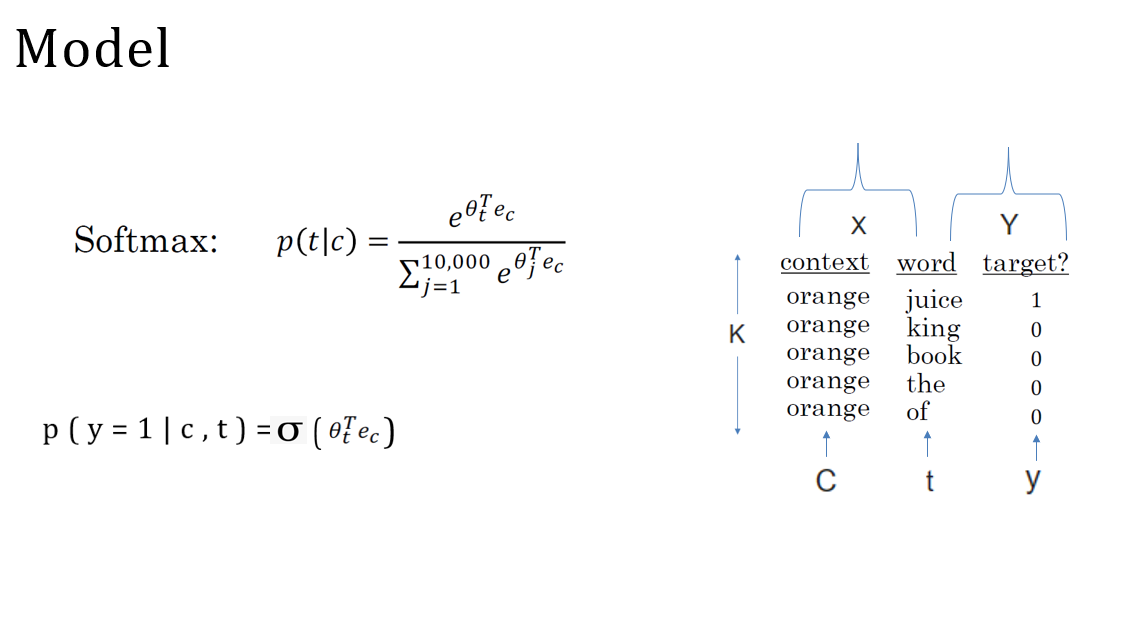 Model
Softmax: p(t|c) = e^{θ_t^T e_c} / ∑_{j=1}^{10,000} e^{θ_j^T e_c}
p ( y = 1 | c , t ) = σ ( θ_t^T e_c )
X Y
context word target?
orange juice 1
orange king 0
K
orange book 0
orange the 0
orange of 0
C t y